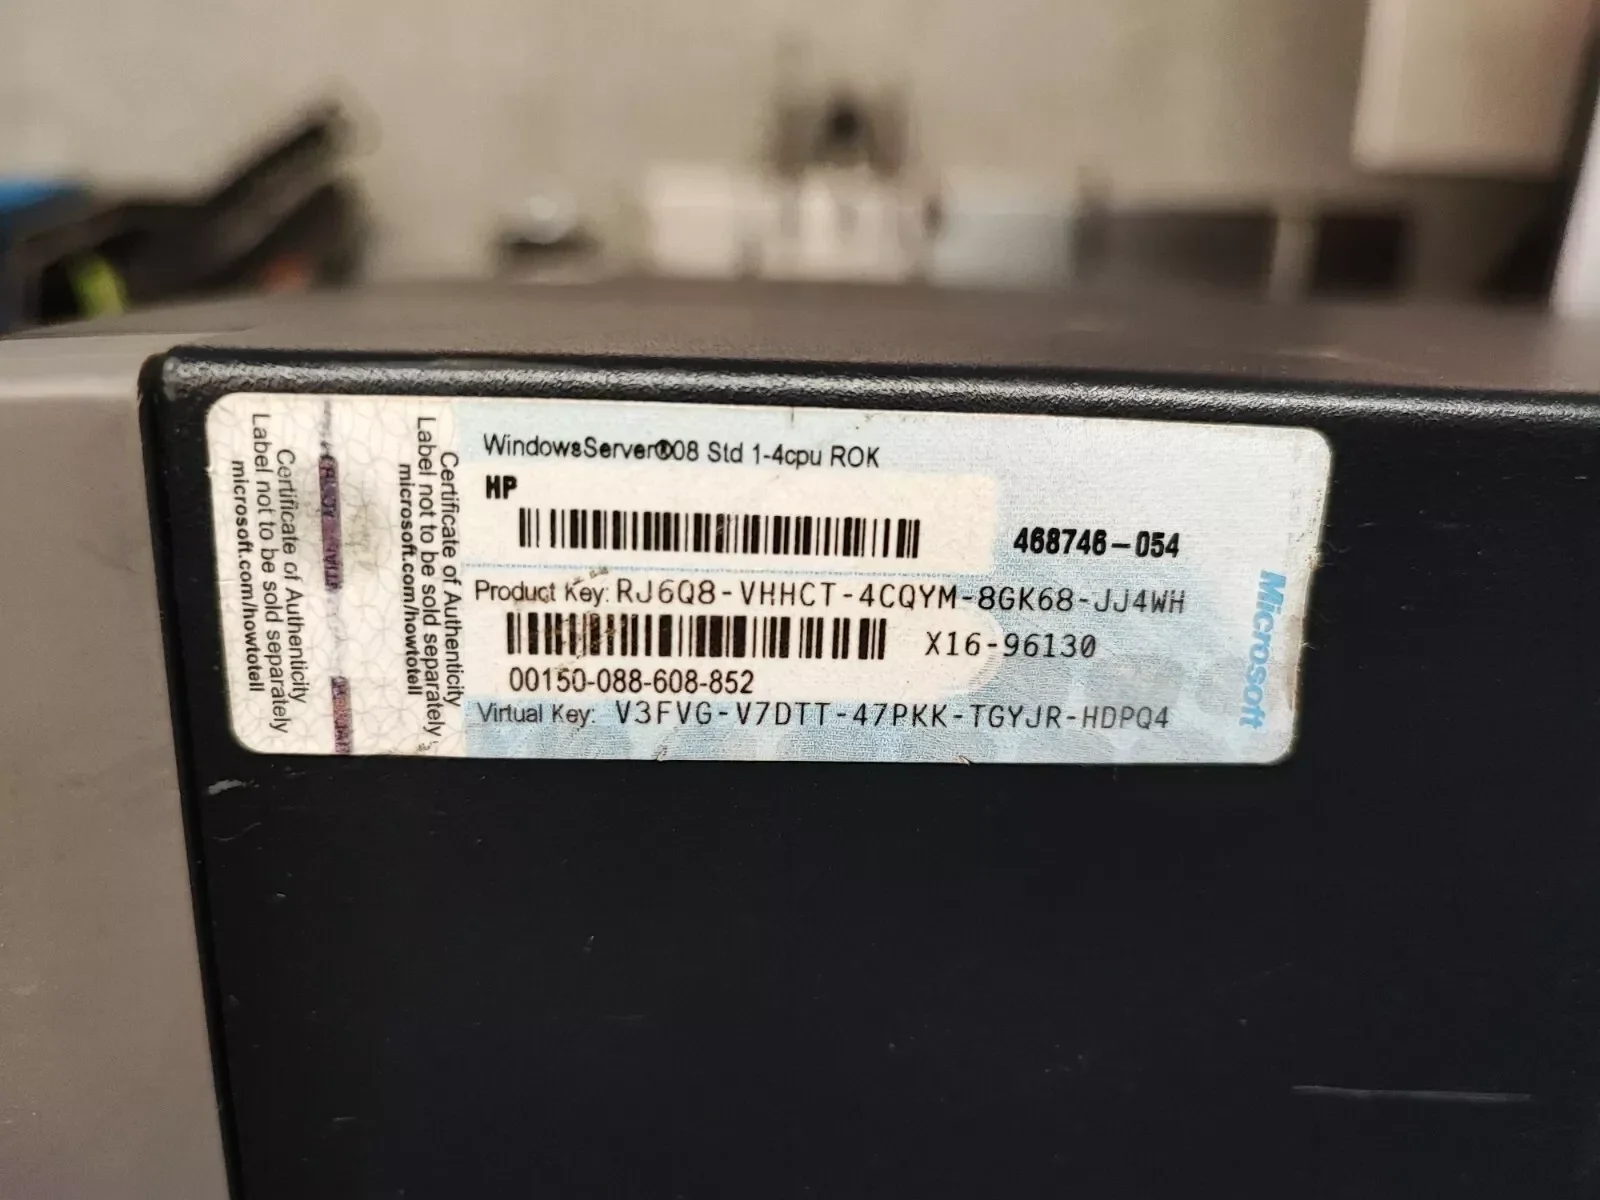 WindowsServer®08 Std 1-4cpu ROK
HP
468746-054
Product Key: RJ6Q8-VHHCT-4CQYM-8GK68-JJ4WH
X16-96130
00150-088-608-852
Virtual Key: V3FVG-V7DTT-47PKK-TGYJR-HDPQ4
Microsoft
Certificate of Authenticity
Label not to be sold separately
microsoft.com/howtotell
Certificate of Authenticity
Label not to be sold separately
microsoft.com/howtotell